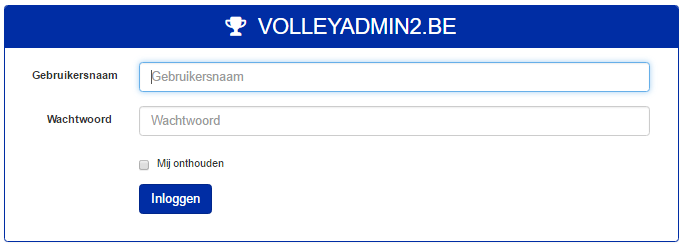 VOLLEYADMIN2.BE
Gebruikersnaam
Gebruikersnaam
Wachtwoord
Wachtwoord
Mij onthouden
Inloggen